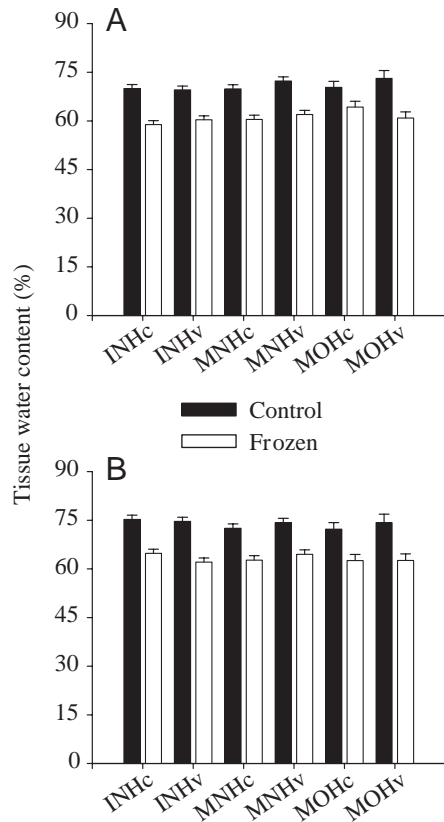 A
90
75
60
45
30
15
0
INHc INHv MNHc MNHv MOHc MOHv
Tissue water content (%)
Control
Frozen
B
90
75
60
45
30
15
0
INHc INHv MNHc MNHv MOHc MOHv